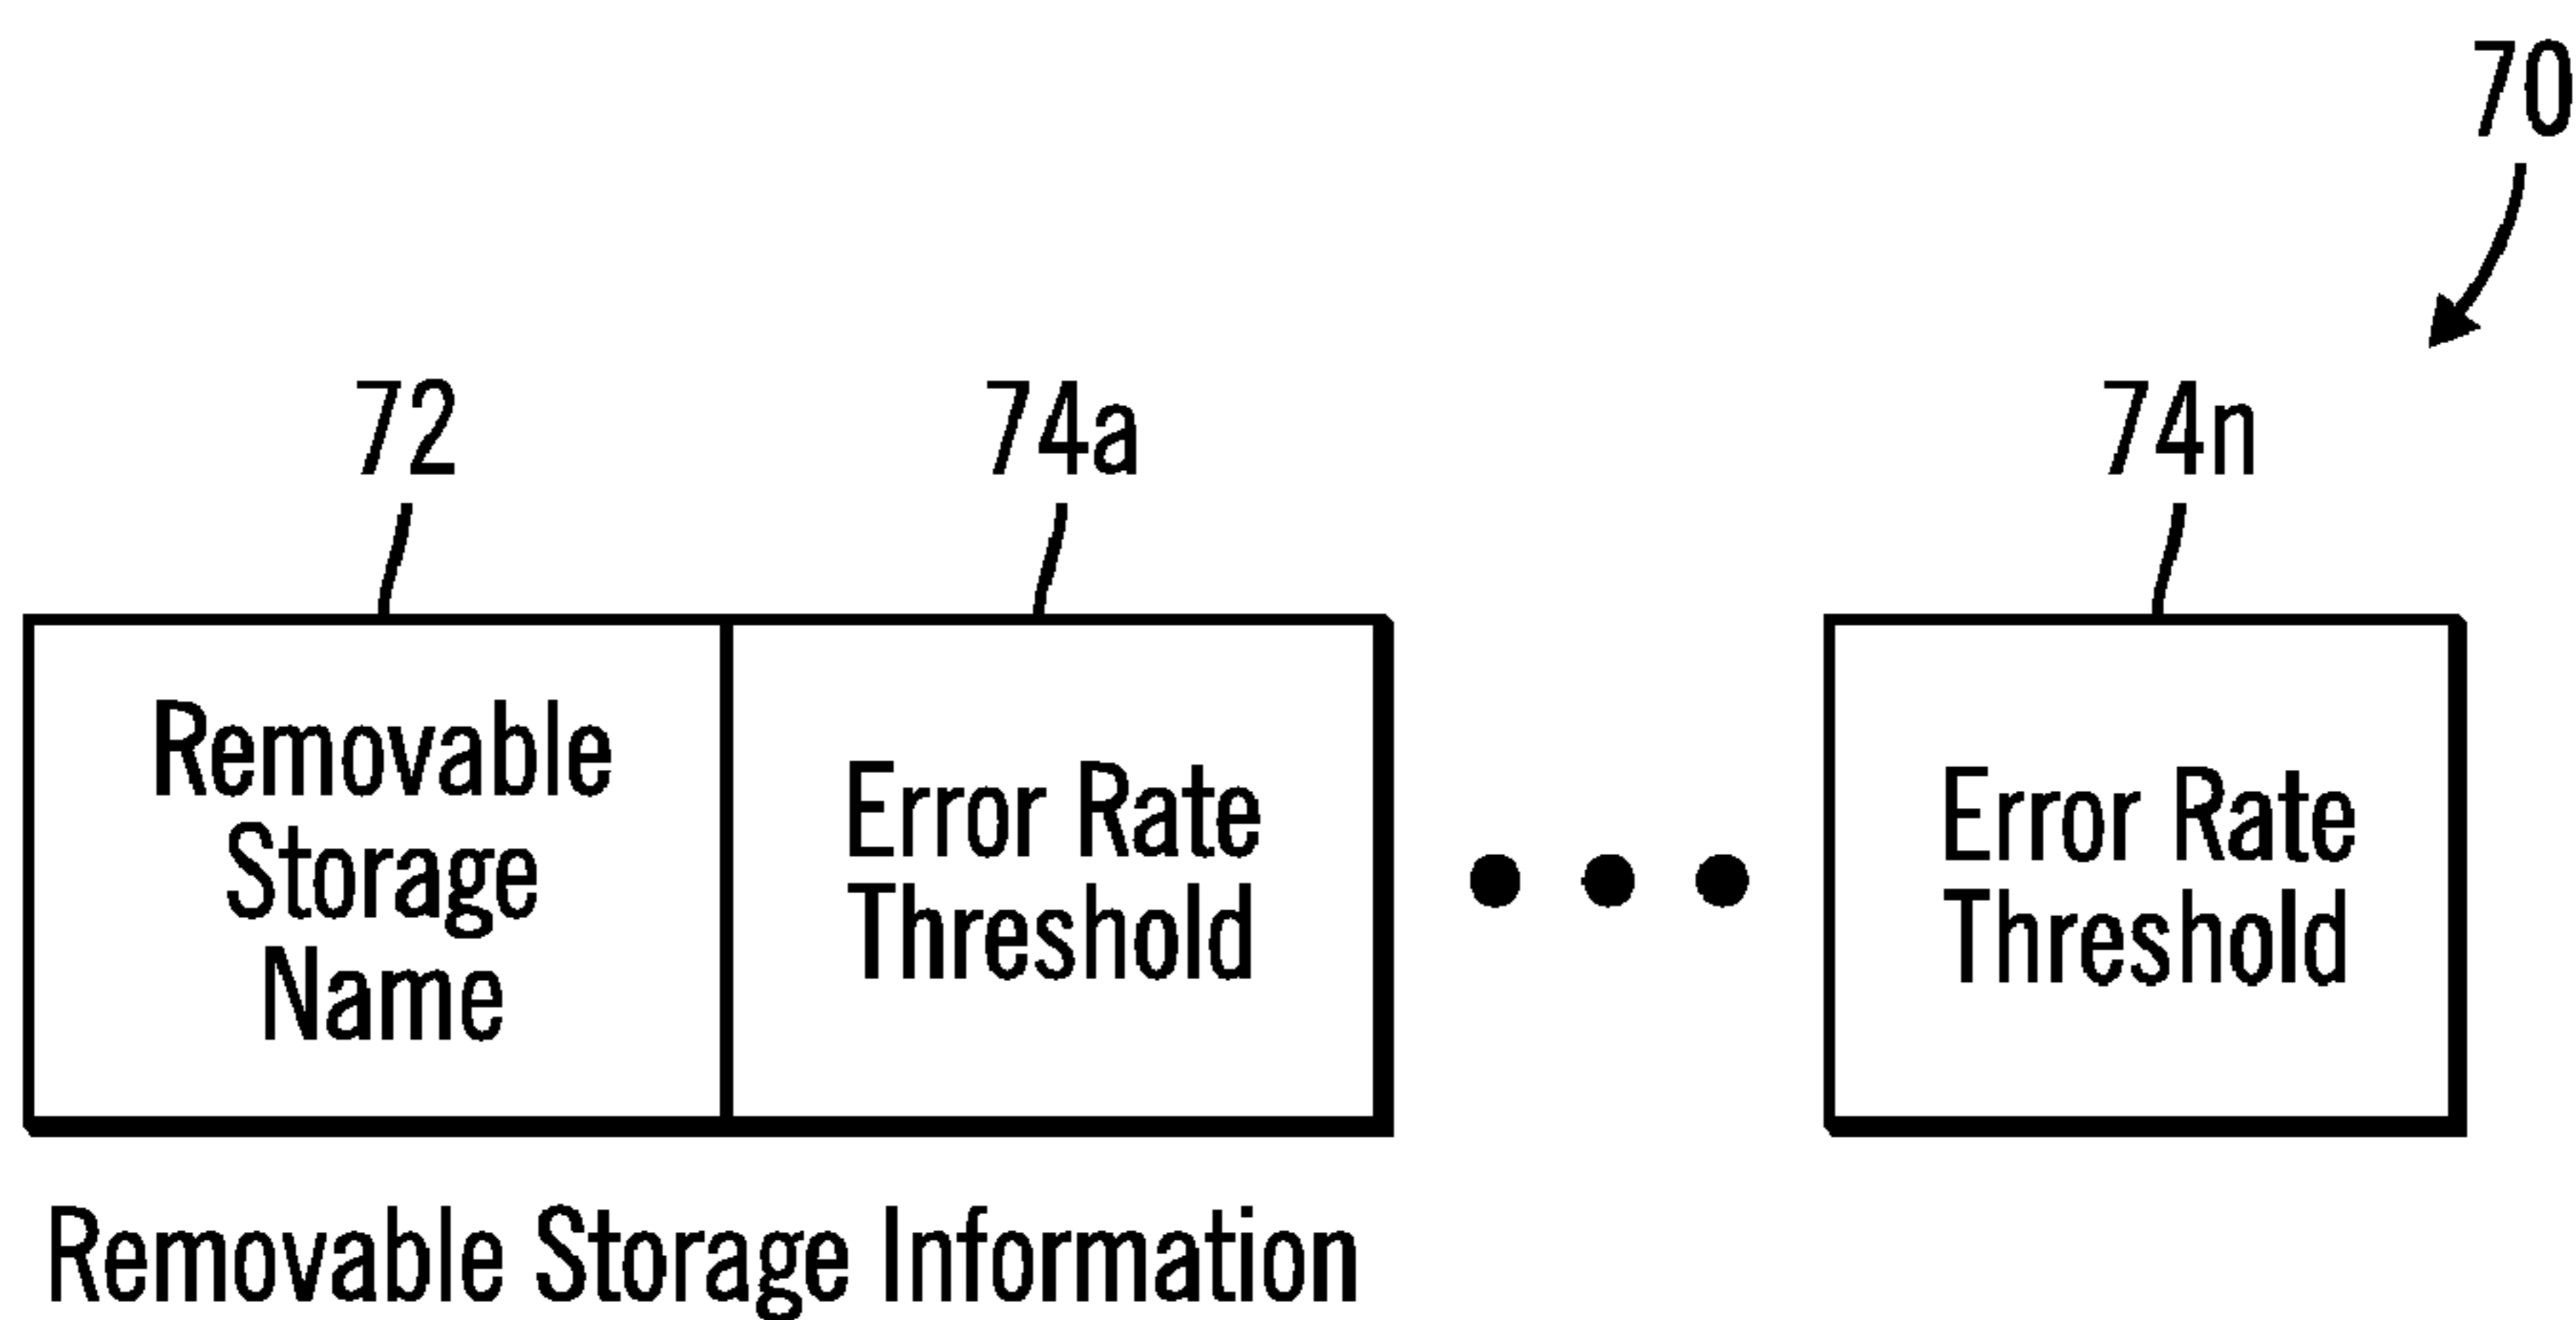 70
72
74a
74n
Removable
Storage
Name
Error Rate
Threshold
Error Rate
Threshold
Removable Storage Information